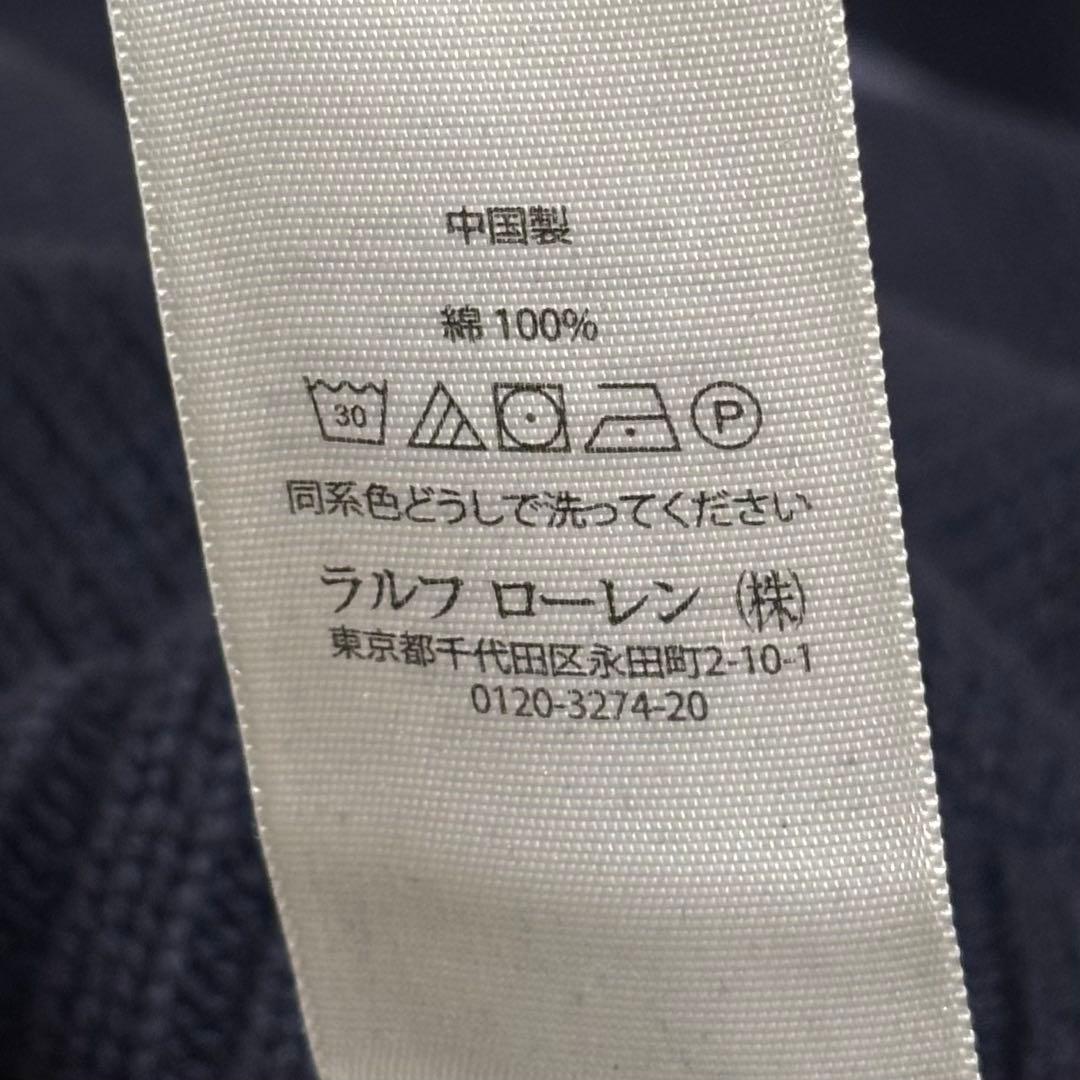 中国製
綿 100%
30 P
同系色どうしで洗ってください
ラルフ ローレン (株)
東京都千代田区永田町2-10-1
0120-3274-20